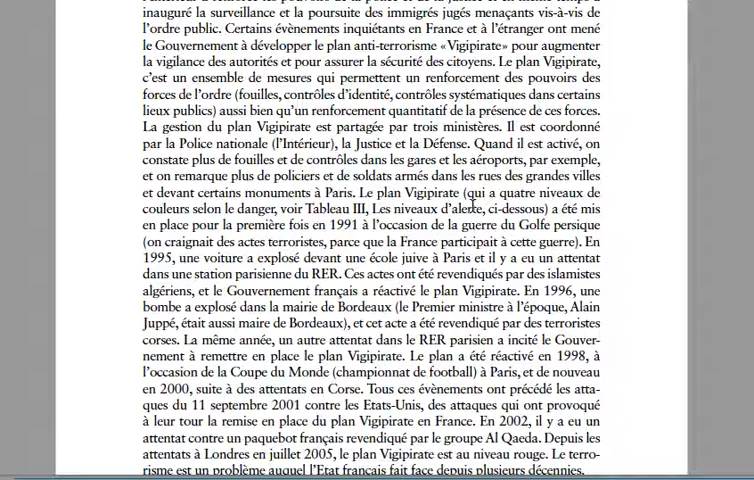 inauguré la surveillance et la poursuite des immigrés jugés menaçants vis-à-vis de
l'ordre public. Certains évènements inquiétants en France et à l'étranger ont mené
le Gouvernement à développer le plan anti-terrorisme «Vigipirate» pour augmenter
la vigilance des autorités et pour assurer la sécurité des citoyens. Le plan Vigipirate,
c'est un ensemble de mesures qui permettent un renforcement des pouvoirs des
forces de l'ordre (fouilles, contrôles d'identité, contrôles systématiques dans certains
lieux publics) aussi bien qu'un renforcement quantitatif de la présence de ces forces.
La gestion du plan Vigipirate est partagée par trois ministères. Il est coordonné
par la Police nationale (l'Intérieur), la Justice et la Défense. Quand il est activé, on
constate plus de fouilles et de contrôles dans les gares et les aéroports, par exemple,
et on remarque plus de policiers et de soldats armés dans les rues des grandes villes
et devant certains monuments à Paris. Le plan Vigipirate (qui a quatre niveaux de
couleurs selon le danger, voir Tableau III, Les niveaux d'alerte, ci-dessous) a été mis
en place pour la première fois en 1991 à l'occasion de la guerre du Golfe persique
(on craignait des actes terroristes, parce que la France participait à cette guerre). En
1995, une voiture a explosé devant une école juive à Paris et il y a eu un attentat
dans une station parisienne du RER. Ces actes ont été revendiqués par des islamistes
algériens, et le Gouvernement français a réactivé le plan Vigipirate. En 1996, une
bombe a explosé dans la mairie de Bordeaux (le Premier ministre à l'époque, Alain
Juppé, était aussi maire de Bordeaux), et cet acte a été revendiqué par des terroristes
corses. La même année, un autre attentat dans le RER parisien a incité le Gouver-
nement à remettre en place le plan Vigipirate. Le plan a été réactivé en 1998, à
l'occasion de la Coupe du Monde (championnat de football) à Paris, et de nouveau
en 2000, suite à des attentats en Corse. Tous ces évènements ont précédé les atta-
ques du 11 septembre 2001 contre les Etats-Unis, des attaques qui ont provoqué
à leur tour la remise en place du plan Vigipirate en France. En 2002, il y a eu un
attentat contre un paquebot français revendiqué par le groupe Al Qaeda. Depuis les
attentats à Londres en juillet 2005, le plan Vigipirate est au niveau rouge. Le terro-
risme est un problème auquel l'Etat français fait face depuis plusieurs décennies.